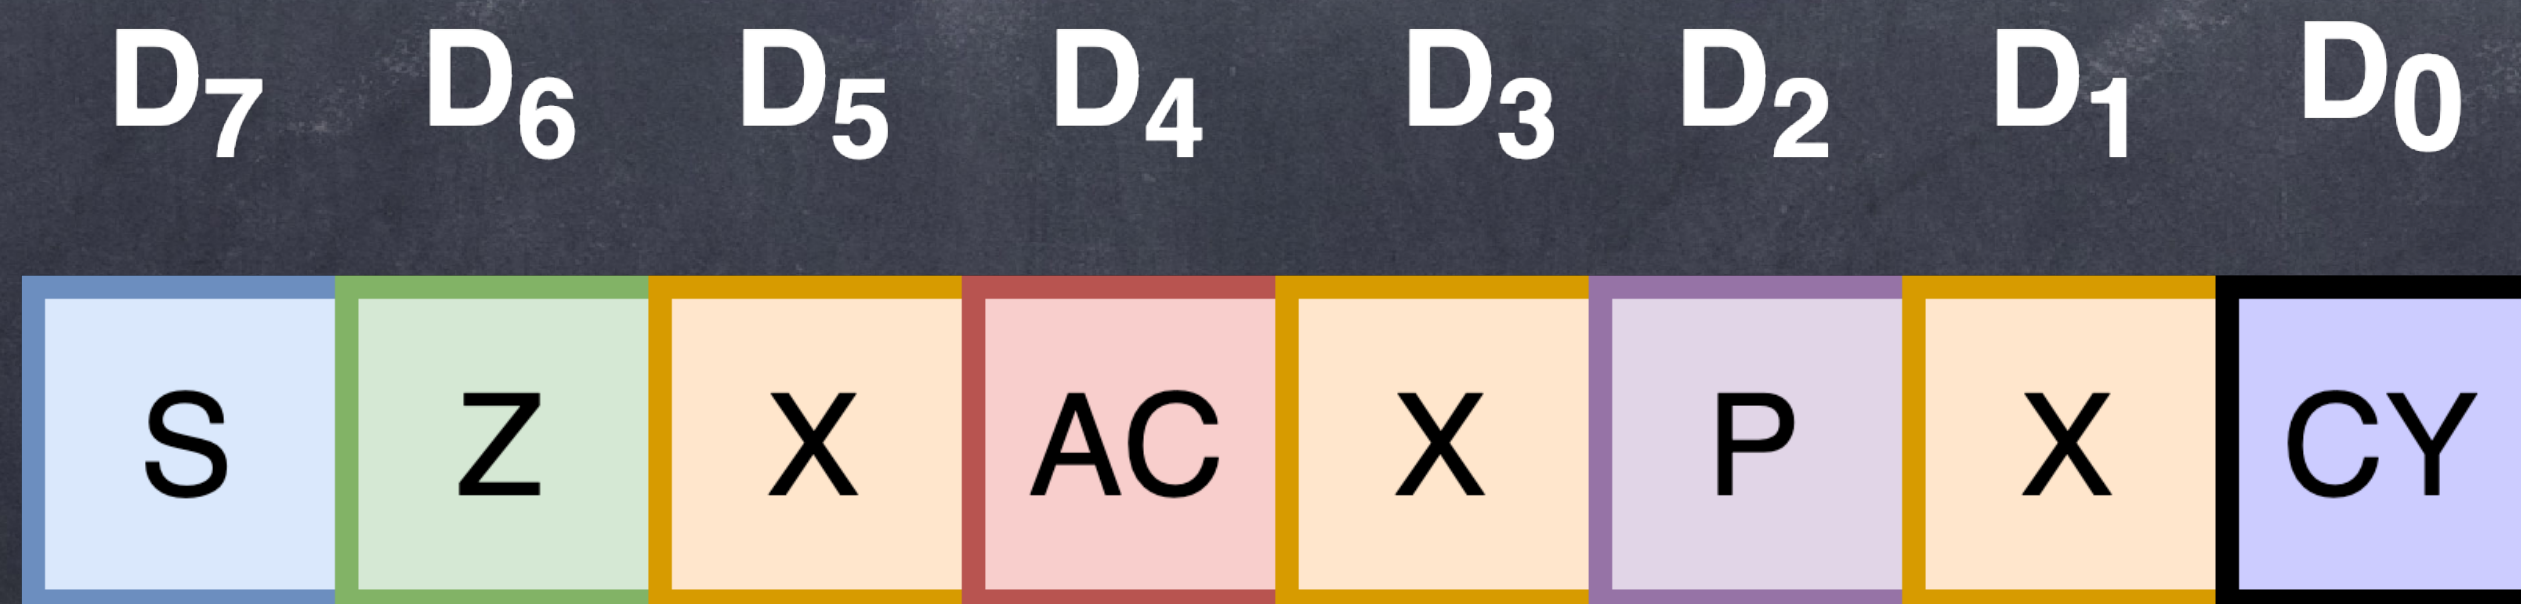 D7 D6 D5 D4 D3 D2 D1 D0
S Z X AC X P X CY